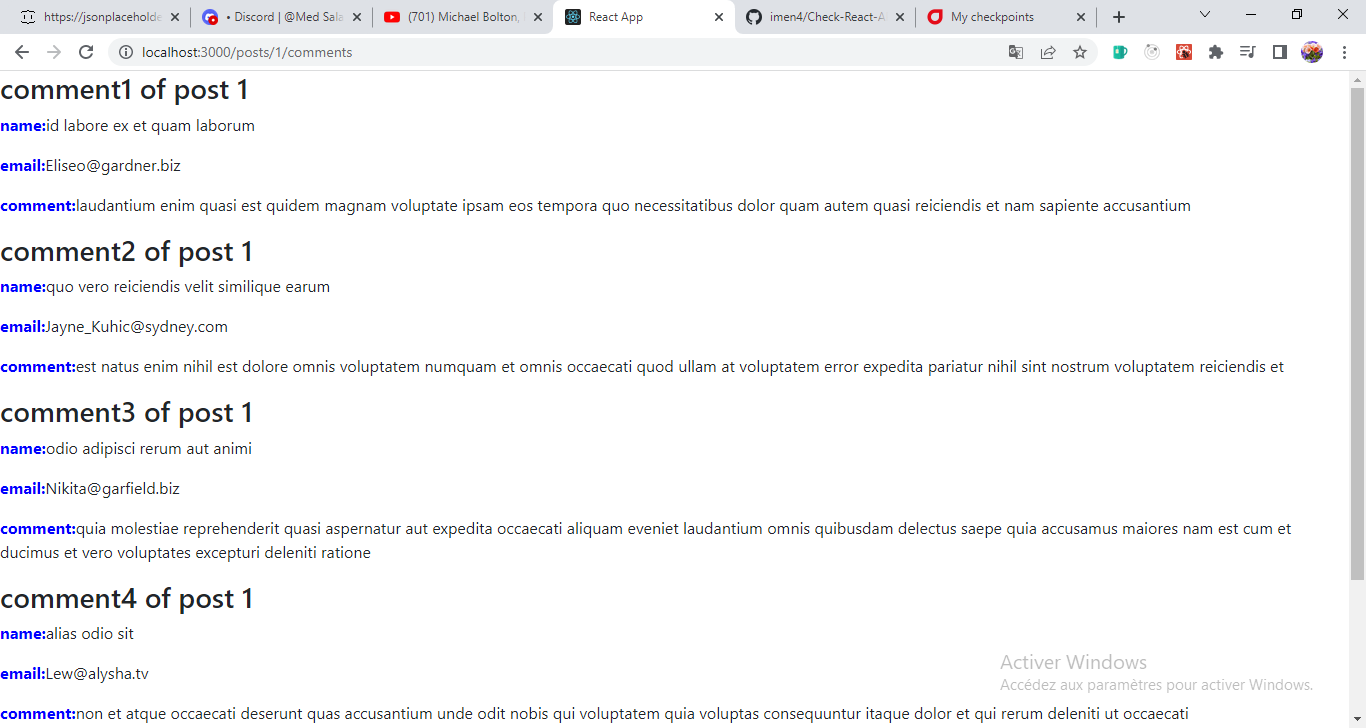 https://jsonplaceholde
• Discord | @Med Sala
(701) Michael Bolton,
React App
imen4/Check-React-A
My checkpoints
localhost:3000/posts/1/comments
comment1 of post 1
name:id labore ex et quam laborum
email:Eliseo@gardner.biz
comment:laudantium enim quasi est quidem magnam voluptate ipsam eos tempora quo necessitatibus dolor quam autem quasi reiciendis et nam sapiente accusantium
comment2 of post 1
name:quo vero reiciendis velit similique earum
email:Jayne_Kuhic@sydney.com
comment:est natus enim nihil est dolore omnis voluptatem numquam et omnis occaecati quod ullam at voluptatem error expedita pariatur nihil sint nostrum voluptatem reiciendis et
comment3 of post 1
name:odio adipisci rerum aut animi
email:Nikita@garfield.biz
comment:quia molestiae reprehenderit quasi aspernatur aut expedita occaecati aliquam eveniet laudantium omnis quibusdam delectus saepe quia accusamus maiores nam est cum et
ducimus et vero voluptates excepturi deleniti ratione
comment4 of post 1
name:alias odio sit
email:Lew@alysha.tv
comment:non et atque occaecati deserunt quas accusantium unde odit nobis qui voluptatem quia voluptas consequuntur itaque dolor et qui rerum deleniti ut occaecati
Activer Windows
Accédez aux paramètres pour activer Windows.